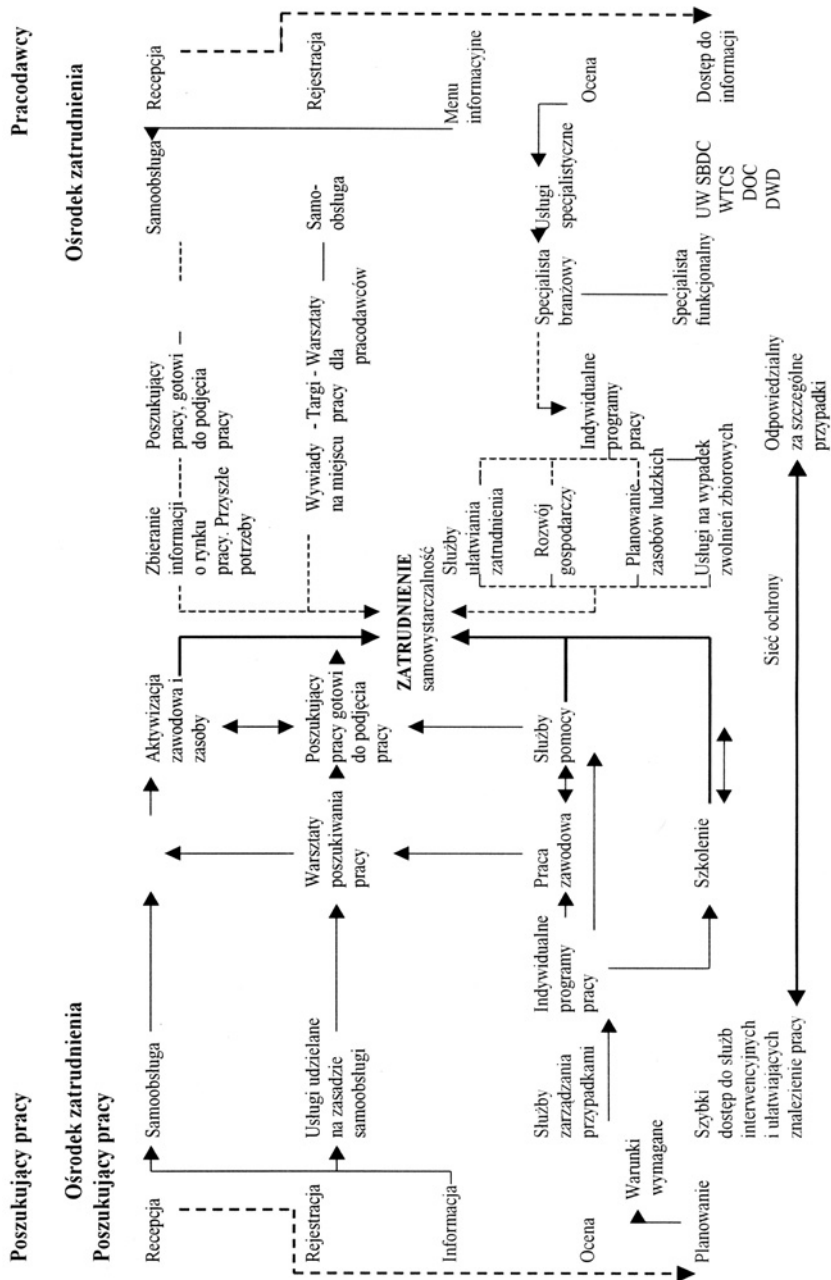 Poszukujący pracy
Pracodawcy
Ośrodek zatrudnienia
Poszukujący pracy
Ośrodek zatrudnienia
Recepcja
Samoobsługa
Aktywizacja
zawodowa i
zasoby
Zbieranie
informacji
o rynku
pracy. Przyszłe
potrzeby
Poszukujący
pracy, gotowi
do podjęcia
pracy
Samoobsługa
Recepcja
Rejestracja
Usługi udzielane
na zasadzie
samoobsługi
Warsztaty
poszukiwania
pracy
Poszukujący
pracy gotowi
do podjęcia
pracy
Wywiady - Targi - Warsztaty
na miejscu pracy dla
pracodawców
Samo-
obsługa
Rejestracja
Informacja
ZATRUDNIENIE
samowystarczalność
Menu
informacyjne
Służby
ułatwiania
zatrudnienia
Ocena
Służby
zarządzania
przypadkami
Indywidualne
programy
pracy
Praca
zawodowa
Służby
pomocy
Rozwój
gospodarczy
Indywidualne
programy
pracy
Specjalista
branżowy
Usługi
specjalistyczne
Ocena
Planowanie
zasobów ludzkich
Usługi na wypadek
zwolnień zbiorowych
Warunki
wymagane
Planowanie
Szybki
dostęp do służb
interwencyjnych
i ułatwiających
znalezienie pracy
Szkolenie
Sieć ochrony
Odpowiedzialny
za szczególne
przypadki
Specjalista
funkcjonalny
UW SBDC
WTCS
DOC
DWD
Dostęp do
informacji